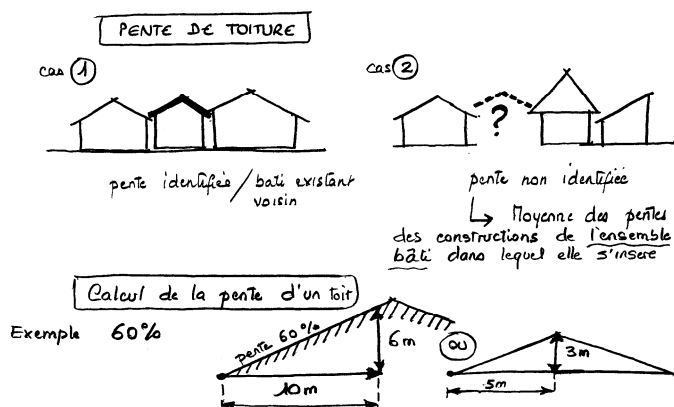 PENTE DE TOITURE
cas 1
cas 2
?
pente identifiée / bati existant
voisin
pente non identifiée
Moyenne des pentes
des constructions de l'ensemble
bâti dans lequel elle s'insere
Calcul de la pente d'un toit
Exemple 60%
pente 60%
6m
10m
ou
3m
5m